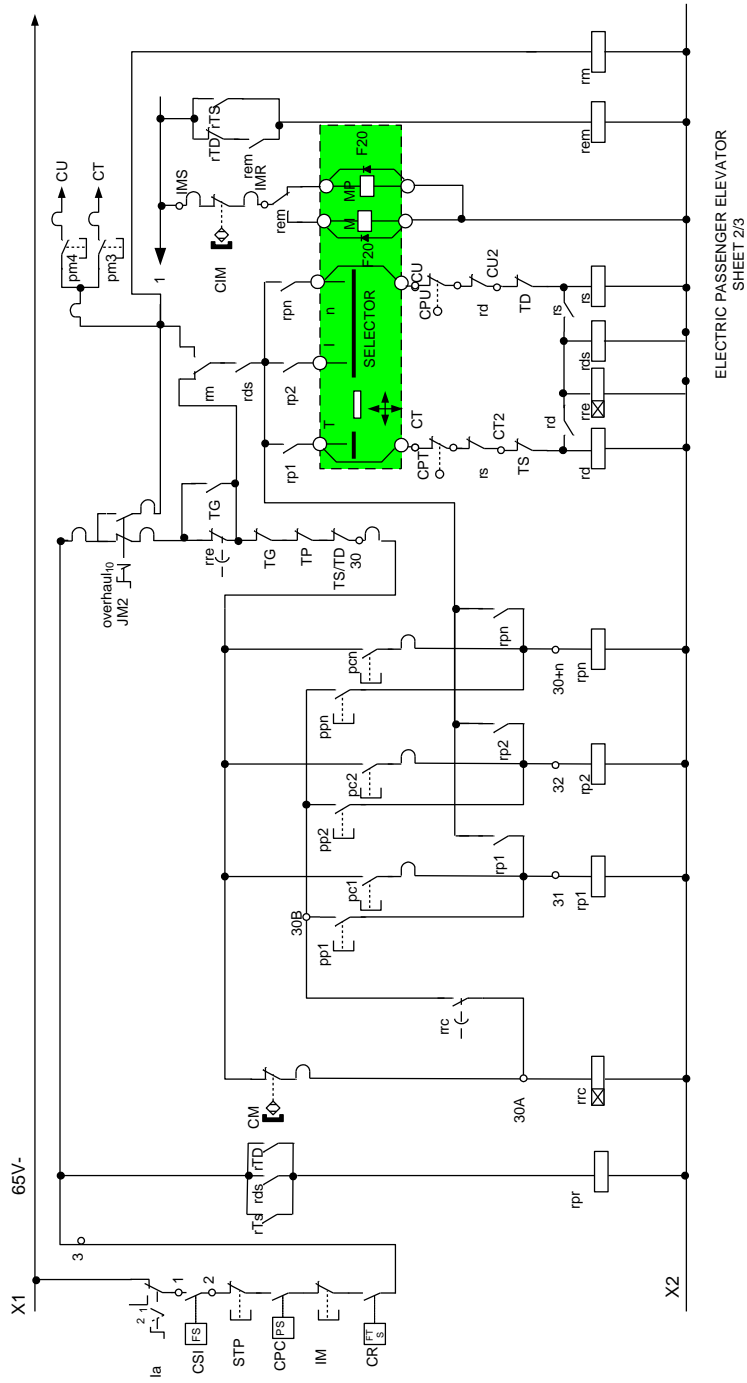 X1
65V-
3
Ia
2
1
1
CSI
FS
2
STP
CPC
PS
IM
CR
FT
S
X2
rTs
rds
rTD
rpr
CM
rrc
30A
rrc
30B
pp1
pc1
rp1
31
rp1
pp2
pc2
rp2
32
rp2
ppn
pcn
rpn
30+n
rpn
overhaul10
JM2
TG
rre
TG
TP
TS/TD
30
rm
rds
rp1
rp2
rpn
T
I
n
SELECTOR
CT
CU
CPT
rs
CT2
TS
rd
rd
rre
rds
rs
rs
CPU
rd
CU2
TD
pm4
pm3
CU
CT
1
CIM
IMS
IMR
rem
M
MP
F20
F20
rTD
rTS
rem
rem
rm
ELECTRIC PASSENGER ELEVATOR
SHEET 2/3